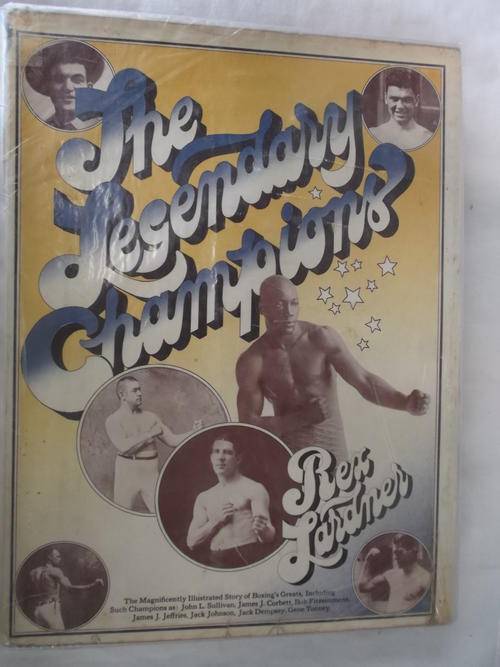 The
Legendary
Champions
Rex
Lardner
The Magnificently Illustrated Story of Boxing's Greats, Including
Such Champions as: John L. Sullivan, James J. Corbett, Bob Fitzsimmons,
James J. Jeffries, Jack Johnson, Jack Dempsey, Gene Tunney.